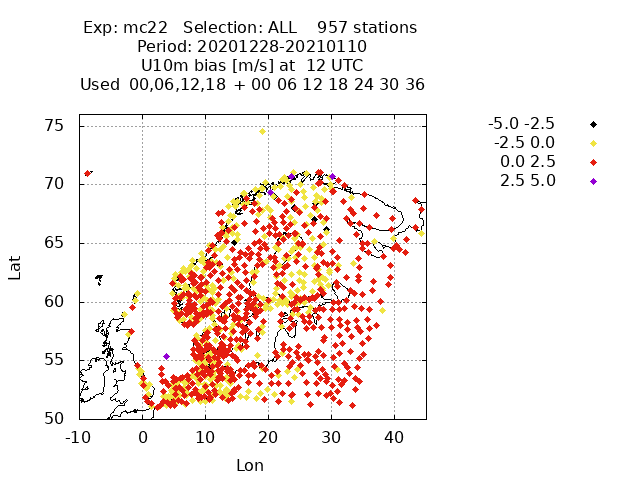 Exp: mc22 Selection: ALL 957 stations
Period: 20201228-20210110
U10m bias [m/s] at 12 UTC
Used 00,06,12,18 + 00 06 12 18 24 30 36
-5.0 -2.5
-2.5 0.0
0.0 2.5
2.5 5.0
75
70
65
60
55
50
Lat
-10 0 10 20 30 40
Lon